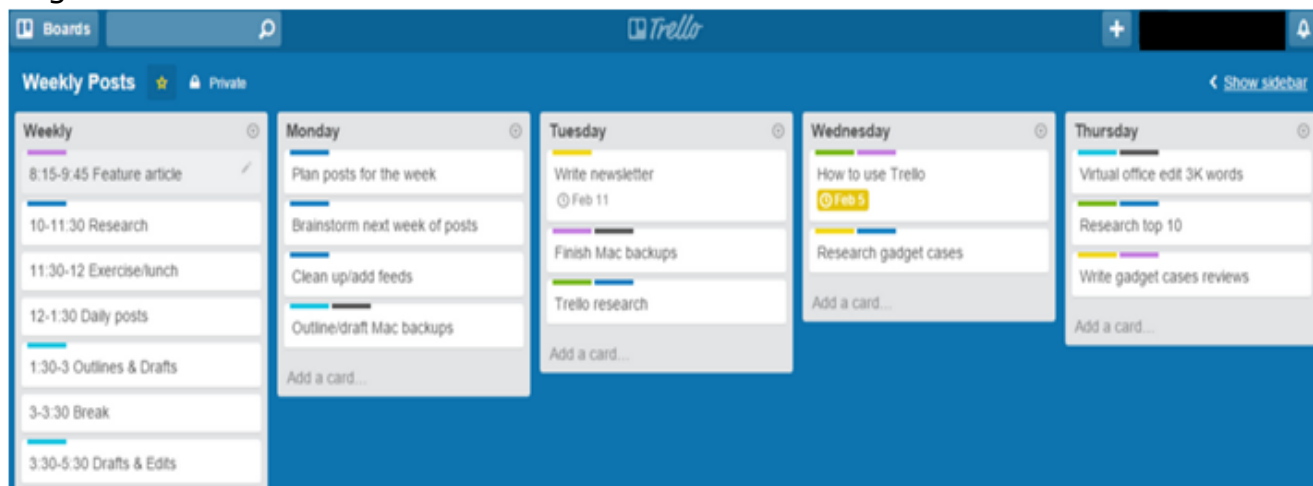 Boards
Trello
Weekly Posts Private
Show sidebar
Weekly
8:15-9:45 Feature article
10-11:30 Research
11:30-12 Exercise/lunch
12-1:30 Daily posts
1:30-3 Outlines & Drafts
3-3:30 Break
3:30-5:30 Drafts & Edits
Monday
Plan posts for the week
Brainstorm next week of posts
Clean up/add feeds
Outline/draft Mac backups
Add a card...
Tuesday
Write newsletter
Feb 11
Finish Mac backups
Trello research
Add a card...
Wednesday
How to use Trello
Feb 5
Research gadget cases
Add a card...
Thursday
Virtual office edit 3K words
Research top 10
Write gadget cases reviews
Add a card...